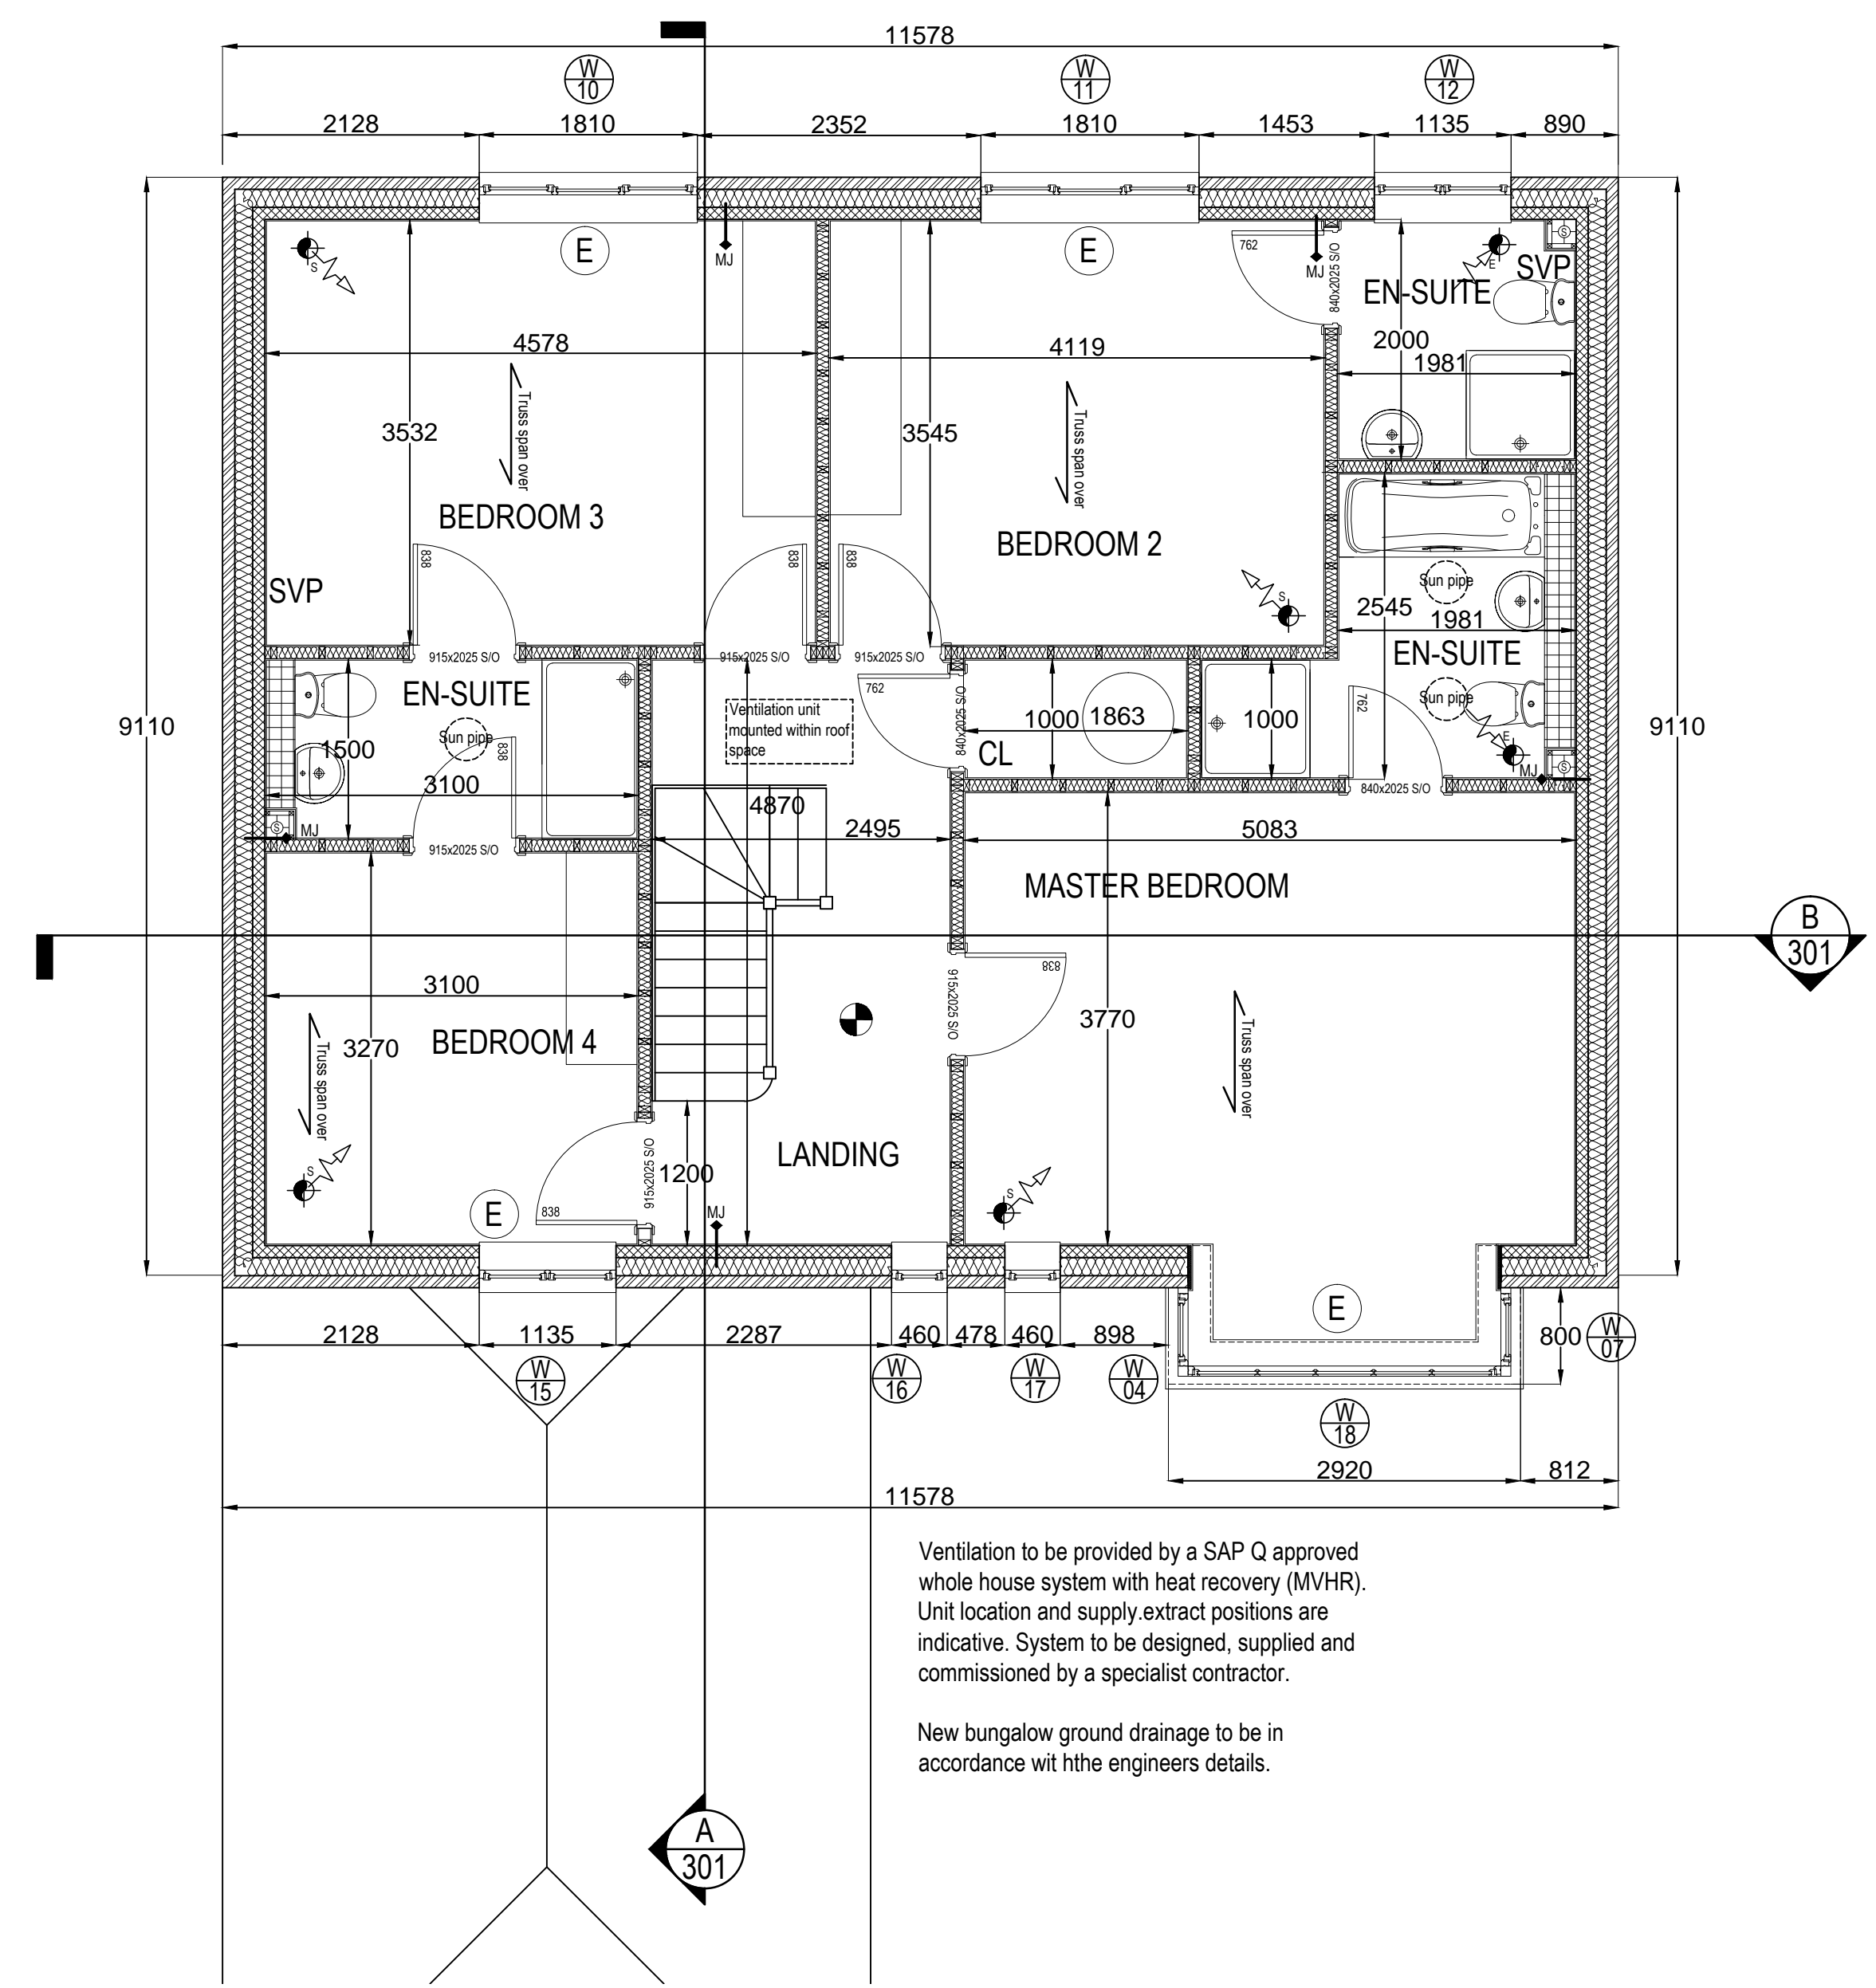 11578
W
10
W
11
W
12
2128
1810
2352
1810
1453
1135
890
E
E
S
MJ
762
MJ
840x2025 S/O
E
S
SVP
EN-SUITE
4578
4119
2000
1981
3532
3545
Truss span over
Truss span over
BEDROOM 3
BEDROOM 2
838
838
838
SVP
S
Sun pipe
2545
1981
915x2025 S/O
915x2025 S/O
915x2025 S/O
EN-SUITE
EN-SUITE
762
Ventilation unit
mounted within roof
space
840x2025 S/O
1000
1863
1000
Sun pipe
762
9110
9110
Sun pipe
838
1500
CL
E
MJ
S
3100
840x2025 S/O
4870
S
MJ
2495
5083
915x2025 S/O
MASTER BEDROOM
B
301
838
3100
915x2025 S/O
3270
BEDROOM 4
3770
Truss span over
Truss span over
LANDING
915x2025 S/O
1200
S
S
838
MJ
E
E
2128
1135
2287
460
478
460
898
800
W
07
W
15
W
16
W
17
W
04
W
18
2920
812
11578
Ventilation to be provided by a SAP Q approved
whole house system with heat recovery (MVHR).
Unit location and supply.extract positions are
indicative. System to be designed, supplied and
commissioned by a specialist contractor.
New bungalow ground drainage to be in
accordance wit hthe engineers details.
A
301